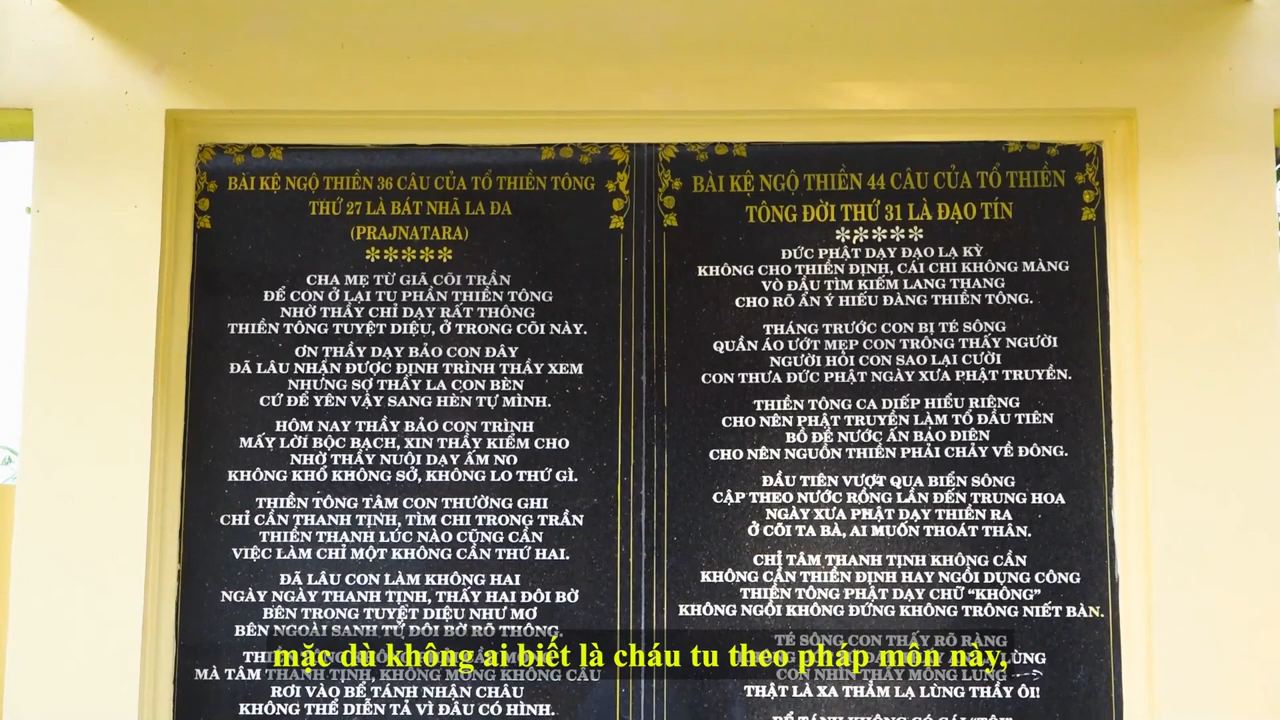 BÀI KỆ NGỘ THIỀN 36 CÂU CỦA TỔ THIỀN TÔNG
THỨ 27 LÀ BÁT NHÃ LA ĐA
(PRAJNATARA)
CHA MẸ TỪ GIÃ CÕI TRẦN
ĐỂ CON Ở LẠI TU PHẦN THIỀN TÔNG
NHỜ THẦY CHỈ DẠY RẤT THÔNG
THIỀN TÔNG TUYỆT DIỆU, Ở TRONG CÕI NÀY.
ƠN THẦY DẠY BẢO CON ĐÂY
ĐÃ LÂU NHẬN ĐƯỢC ĐỊNH TRÌNH THẦY XEM
NHƯNG SỢ THẦY LA CON BÈN
CỨ ĐỂ YÊN VẬY SANG HÈN TỰ MÌNH.
HÔM NAY THẦY BẢO CON TRÌNH
MẤY LỜI BỘC BẠCH, XIN THẦY KIỂM CHO
NHỜ THẦY NUÔI DẠY ẤM NO
KHÔNG KHỔ KHÔNG SỞ, KHÔNG LO THỨ GÌ.
THIỀN TÔNG TÂM CON THƯỜNG GHI
CHỈ CẦN THANH TỊNH, TÌM CHI TRONG TRẦN
THIỀN THANH LÚC NÀO CŨNG CẦN
VIỆC LÀM CHỈ MỘT KHÔNG CẦN THỨ HAI.
ĐÃ LÂU CON LÀM KHÔNG HAI
NGÀY NGÀY THANH TỊNH, THẤY HAI ĐÔI BỜ
BÊN TRONG TUYỆT DIỆU NHƯ MƠ
BÊN NGOÀI SANH TỬ ĐÔI BỜ RÕ THÔNG.
MÀ TÂM THANH TỊNH, KHÔNG MONG KHÔNG CẦU
RƠI VÀO BỂ TÁNH NHẬN CHÂU
KHÔNG THỂ DIỄN TẢ VÌ ĐÂU CÓ HÌNH.
BÀI KỆ NGỘ THIỀN 44 CÂU CỦA TỔ THIỀN
TÔNG ĐỜI THỨ 31 LÀ ĐẠO TÍN
ĐỨC PHẬT DẠY ĐẠO LẠ KỲ
KHÔNG CHO THIỀN ĐỊNH, CÁI CHI KHÔNG MÀNG
VÒ ĐẦU TÌM KIẾM LANG THANG
CHO RÕ ẨN Ý HIẾU ĐÀNG THIỀN TÔNG.
THÁNG TRƯỚC CON BỊ TÉ SÔNG
QUẦN ÁO ƯỚT MẸP CON TRÔNG THẤY NGƯỜI
NGƯỜI HỎI CON SAO LẠI CƯỜI
CON THƯA ĐỨC PHẬT NGÀY XƯA PHẬT TRUYỀN.
THIỀN TÔNG CA DIẾP HIỂU RIÊNG
CHO NÊN PHẬT TRUYỀN LÀM TỔ ĐẦU TIÊN
BỒ ĐỀ NƯỚC ẤN BẢO ĐIÊN
CHO NÊN NGUỒN THIỀN PHẢI CHẢY VỀ ĐÔNG.
ĐẦU TIÊN VƯỢT QUA BIỂN SÔNG
CẬP THEO NƯỚC RỒNG LẦN ĐẾN TRUNG HOA
NGÀY XƯA PHẬT DẠY THIỀN RA
Ở CÕI TA BÀ, AI MUỐN THOÁT THÂN.
CHỈ TÂM THANH TỊNH KHÔNG CẦN
KHÔNG CẦN THIỀN ĐỊNH HAY NGỒI DỤNG CÔNG
THIỀN TÔNG PHẬT DẠY CHỮ “KHÔNG”
KHÔNG NGỒI KHÔNG ĐỨNG KHÔNG TRÔNG NIẾT BÀN.
TÉ SÔNG CON THẤY RÕ RÀNG
LÙNG
CON NHÌN THẤY MÔNG LUNG
THẬT LÀ XA THẲM LẠ LÙNG THẦY ÔI!
mặc dù không ai biết là cháu tu theo pháp môn này,